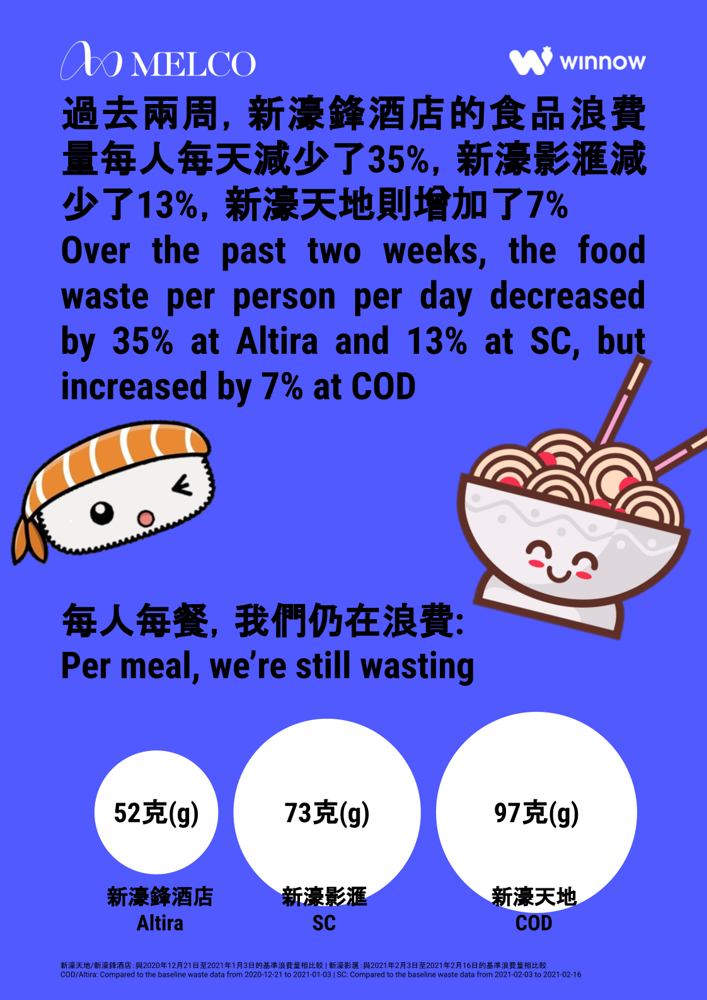 MELCO
winnow
過去兩周，新濠鋒酒店的食品浪費
量每人每天減少了35%，新濠影滙減
少了13%，新濠天地則增加了7%
Over the past two weeks, the food
waste per person per day decreased
by 35% at Altira and 13% at SC, but
increased by 7% at COD
每人每餐，我們仍在浪費:
Per meal, we’re still wasting
52克(g)
73克(g)
97克(g)
新濠鋒酒店
Altira
新濠影滙
SC
新濠天地
COD
新濠天地/新濠鋒酒店：與2020年12月21日至2021年1月3日的基準浪費量相比較 | 新濠影滙：與2021年2月3日至2021年2月16日的基準浪費量相比較
COD/Altira: Compared to the baseline waste data from 2020-12-21 to 2021-01-03 | SC: Compared to the baseline waste data from 2021-02-03 to 2021-02-16